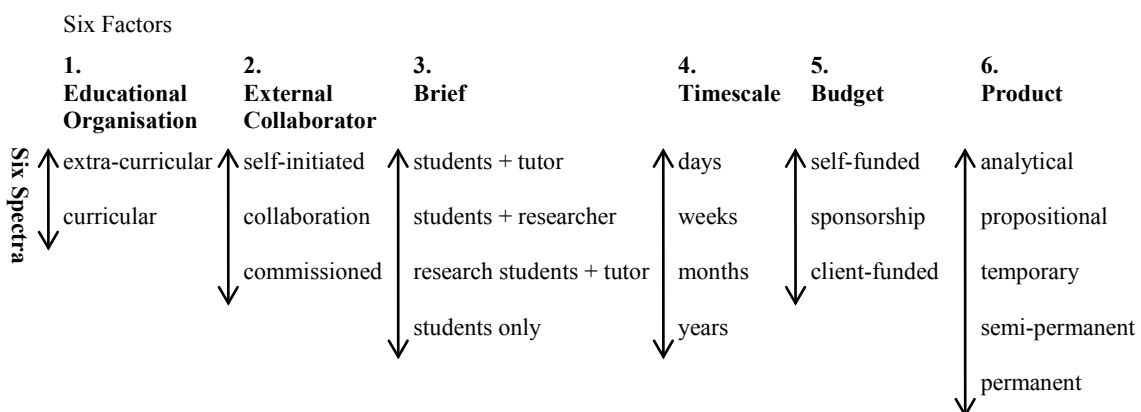 Six Factors
1.
Educational
Organisation
2.
External
Collaborator
3.
Brief
4.
Timescale
5.
Budget
6.
Product
Six Spectra
extra-curricular
curricular
self-initiated
collaboration
commissioned
students + tutor
students + researcher
research students + tutor
students only
days
weeks
months
years
self-funded
sponsorship
client-funded
analytical
propositional
temporary
semi-permanent
permanent